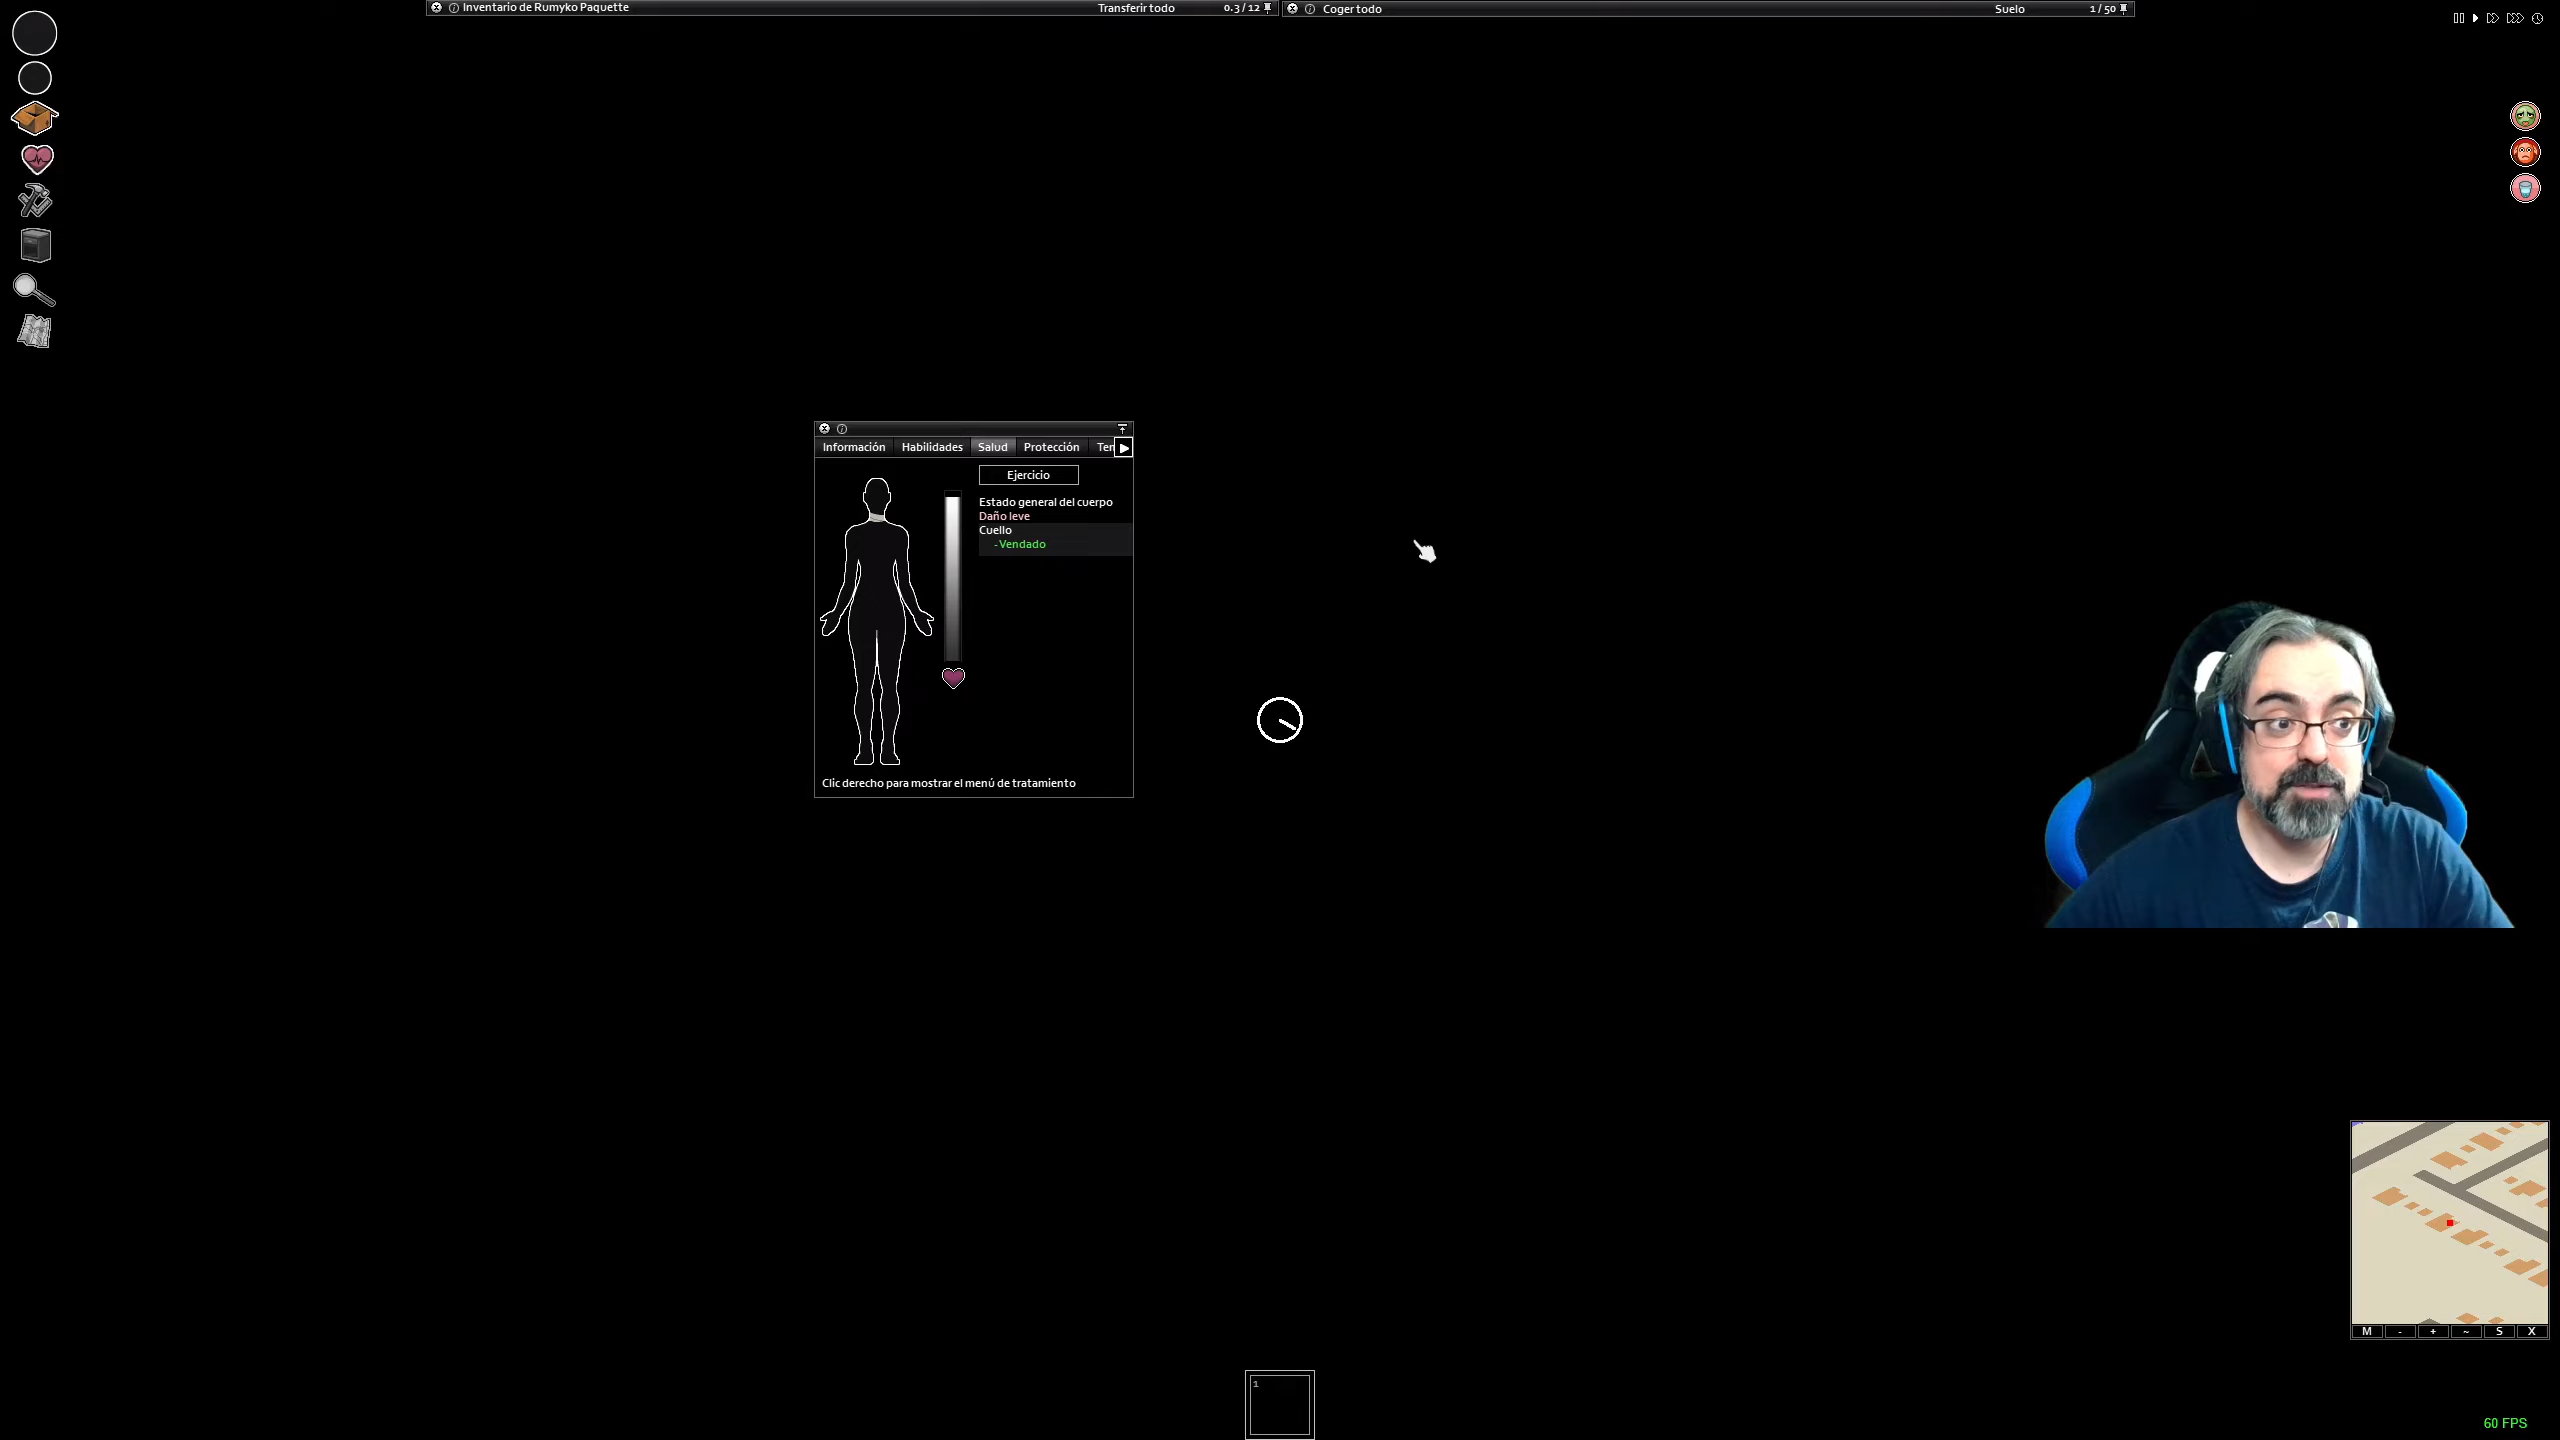 Inventario de Rumyko Paquette Transferir todo 0.3 / 12
Coger todo Suelo 1 / 50
Información Habilidades Salud Protección Ten
Ejercicio
Estado general del cuerpo
Daño leve
Cuello
-Vendado
Clic derecho para mostrar el menú de tratamiento
M - + ~ S X
1
60 FPS